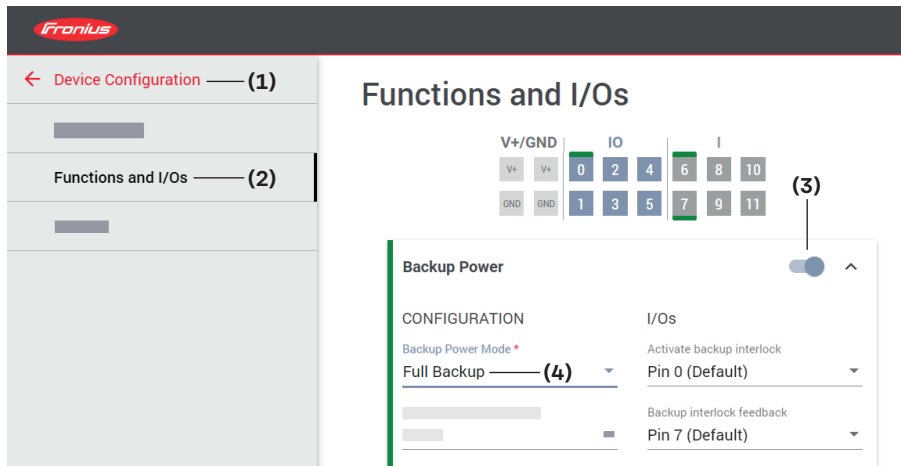 Fronius
Device Configuration (1)
Functions and I/Os (2)
Functions and I/Os
V+/GND IO I
V+ V+ 0 2 4 6 8 10
GND GND 1 3 5 7 9 11
(3)
Backup Power
CONFIGURATION I/Os
Backup Power Mode * Activate backup interlock
Full Backup (4) Pin 0 (Default)
Backup interlock feedback
Pin 7 (Default)